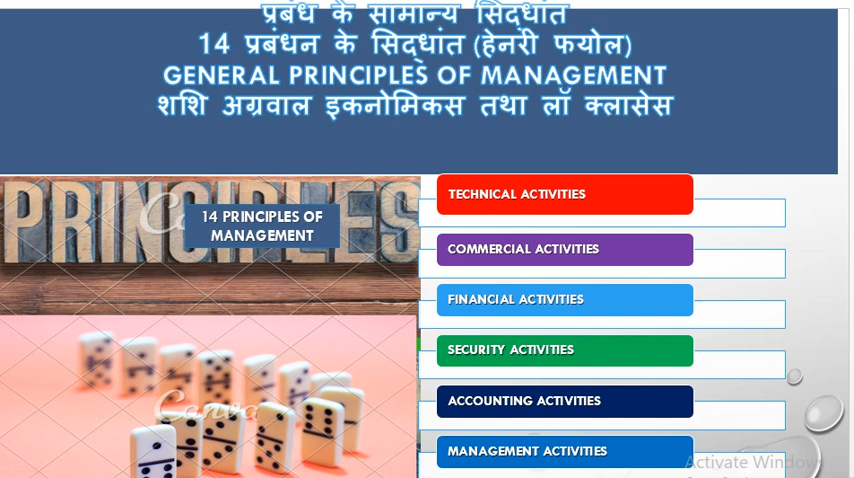 प्रबंध के सामान्य सिद्धांत
14 प्रबंधन के सिद्धांत (हेनरी फयोल)
GENERAL PRINCIPLES OF MANAGEMENT
शशि अग्रवाल इकनोमिकस तथा लॉ क्लासेस
PRINCIPLES
14 PRINCIPLES OF
MANAGEMENT
Canva
TECHNICAL ACTIVITIES
COMMERCIAL ACTIVITIES
FINANCIAL ACTIVITIES
SECURITY ACTIVITIES
ACCOUNTING ACTIVITIES
MANAGEMENT ACTIVITIES
Activate Windows